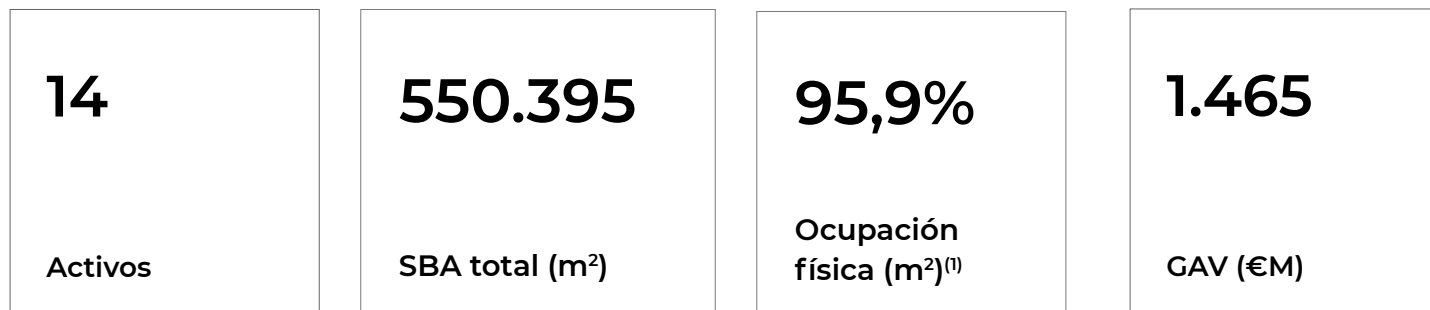 14
Activos
550.395
SBA total (m²)
95,9%
Ocupación
física (m²)⁽¹⁾
1.465
GAV (€M)